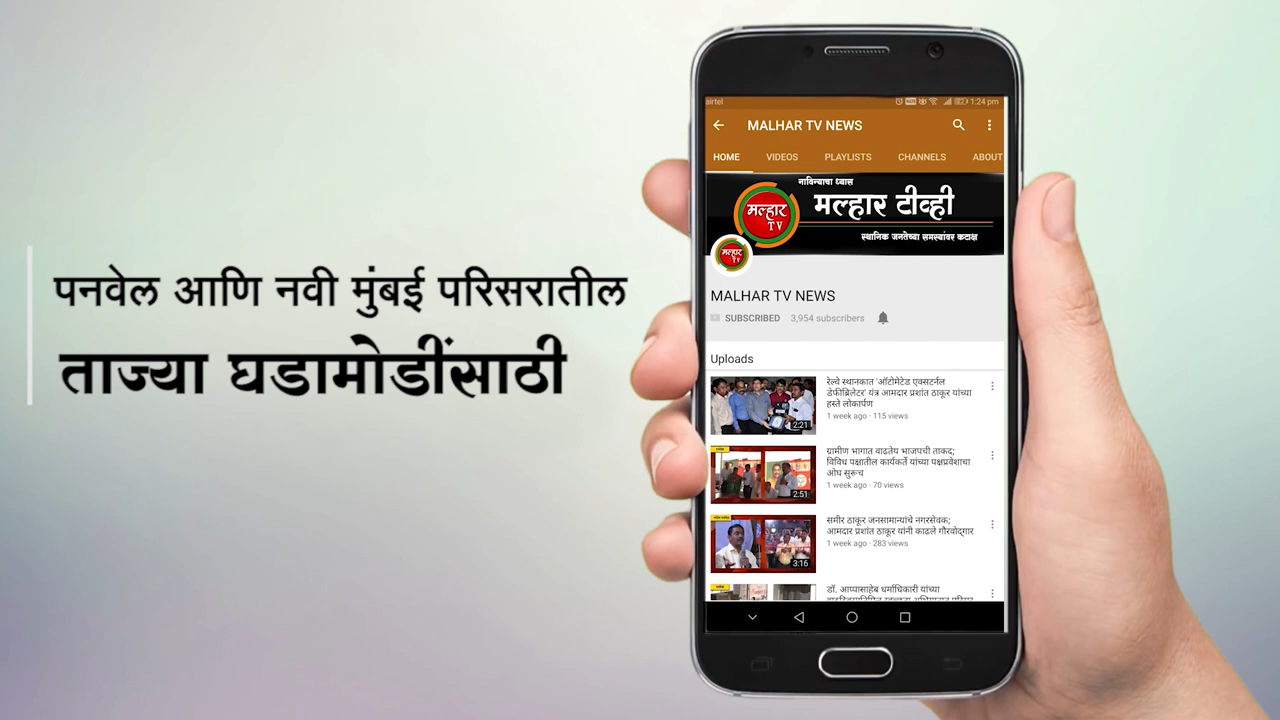 पनवेल आणि नवी मुंबई परिसरातील
ताज्या घडामोडींसाठी
airtel
1:24 pm
MALHAR TV NEWS
HOME VIDEOS PLAYLISTS CHANNELS ABOUT
नाविन्याचा ध्यास
मल्हार टीव्ही
मल्हार
TV
स्थानिक जनतेच्या समस्यांवर कटाक्ष
मल्हार
TV
MALHAR TV NEWS
SUBSCRIBED 3,954 subscribers
Uploads
रेल्वे स्थानकात 'ऑटोमेटेड एक्सटर्नल
डेफीब्रिलेटर' यंत्र आमदार प्रशांत ठाकूर यांच्या
हस्ते लोकार्पण
1 week ago · 115 views
2:21
ग्रामीण भागात वाढतेय भाजपची ताकद;
विविध पक्षातील कार्यकर्ते यांच्या पक्षप्रवेशाचा
ओघ सुरूच
1 week ago · 70 views
2:51
समीर ठाकूर जनसामान्यांचे नगरसेवक;
आमदार प्रशांत ठाकूर यांनी काढले गौरवोद्गार
1 week ago · 283 views
3:16
डॉ. आप्पासाहेब धर्माधिकारी यांच्या